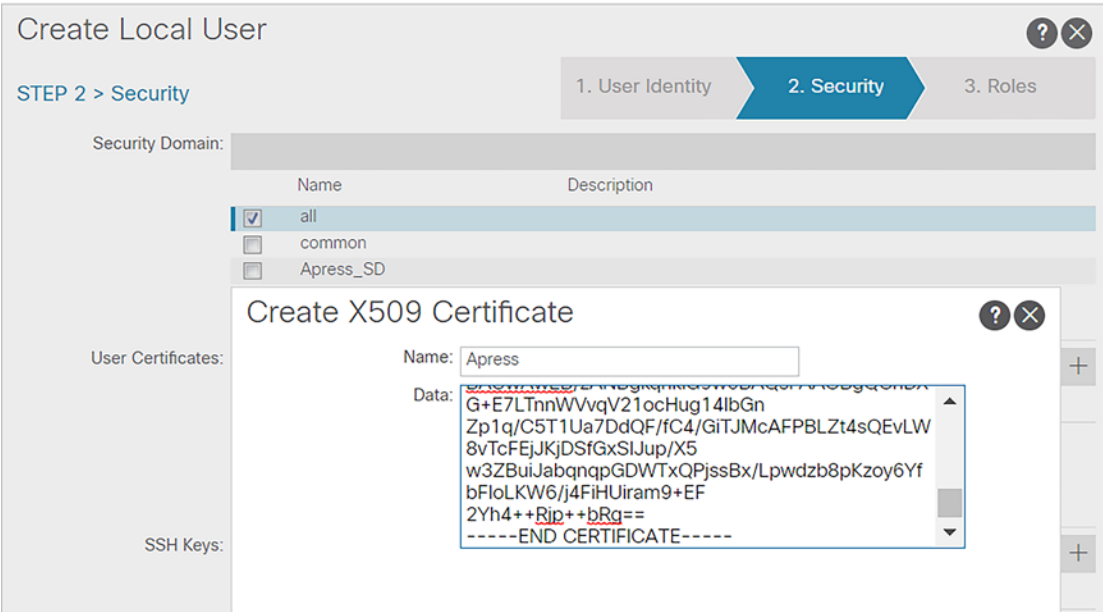 Create Local User
STEP 2 > Security
1. User Identity
2. Security
3. Roles
Security Domain:
Name Description
all
common
Apress_SD
Create X509 Certificate
User Certificates:
Name: Apress
Data:
G+E7LTnnWVvqV21ocHug14lbGn
Zp1q/C5T1Ua7DdQF/fC4/GiTJMcAFPBLZt4sQEvLW
8vTcFEjJKjDSfGxSIJup/X5
w3ZBuiJabqnqpGDWTxQPjssBx/Lpwdzb8pKzoy6Yf
bFloLKW6/j4FiHUiram9+EF
2Yh4++Rjp++bRg==
-----END CERTIFICATE-----
SSH Keys: